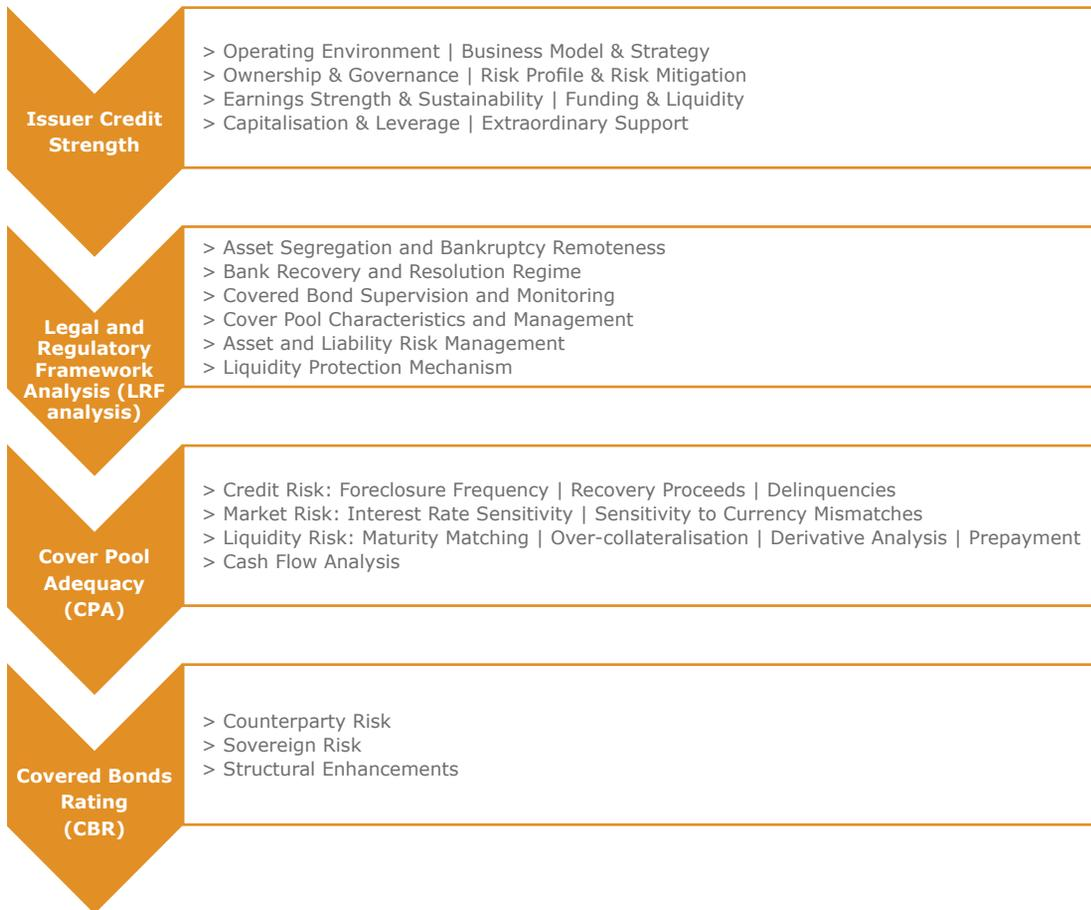 Issuer Credit
Strength
> Operating Environment | Business Model & Strategy
> Ownership & Governance | Risk Profile & Risk Mitigation
> Earnings Strength & Sustainability | Funding & Liquidity
> Capitalisation & Leverage | Extraordinary Support
Legal and
Regulatory
Framework
Analysis (LRF
analysis)
> Asset Segregation and Bankruptcy Remoteness
> Bank Recovery and Resolution Regime
> Covered Bond Supervision and Monitoring
> Cover Pool Characteristics and Management
> Asset and Liability Risk Management
> Liquidity Protection Mechanism
Cover Pool
Adequacy
(CPA)
> Credit Risk: Foreclosure Frequency | Recovery Proceeds | Delinquencies
> Market Risk: Interest Rate Sensitivity | Sensitivity to Currency Mismatches
> Liquidity Risk: Maturity Matching | Over-collateralisation | Derivative Analysis | Prepayment
> Cash Flow Analysis
Covered Bonds
Rating
(CBR)
> Counterparty Risk
> Sovereign Risk
> Structural Enhancements